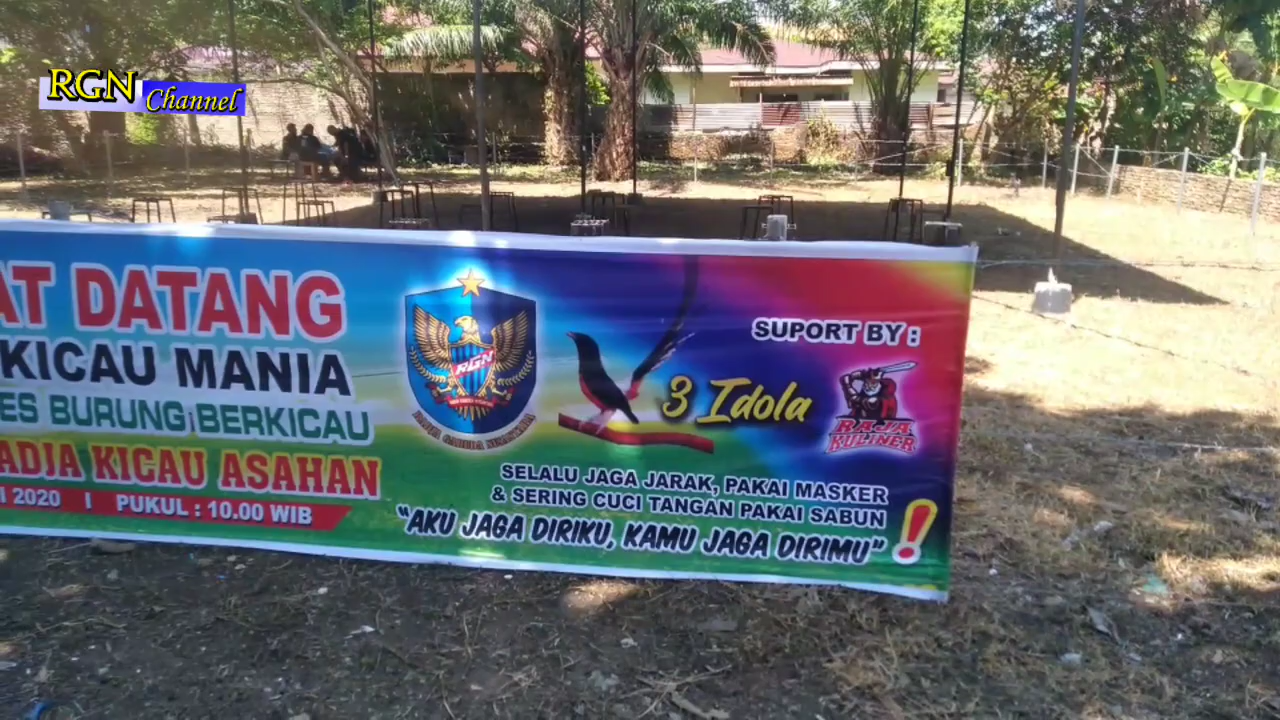 RGN Channel
AT DATANG
KICAU MANIA
ES BURUNG BERKICAU
ADJA KICAU ASAHAN
I 2020 I PUKUL : 10.00 WIB
RGN
3 Idola
SUPORT BY :
RAJA
KULINER
SELALU JAGA JARAK, PAKAI MASKER
& SERING CUCI TANGAN PAKAI SABUN
"AKU JAGA DIRIKU, KAMU JAGA DIRIMU" !